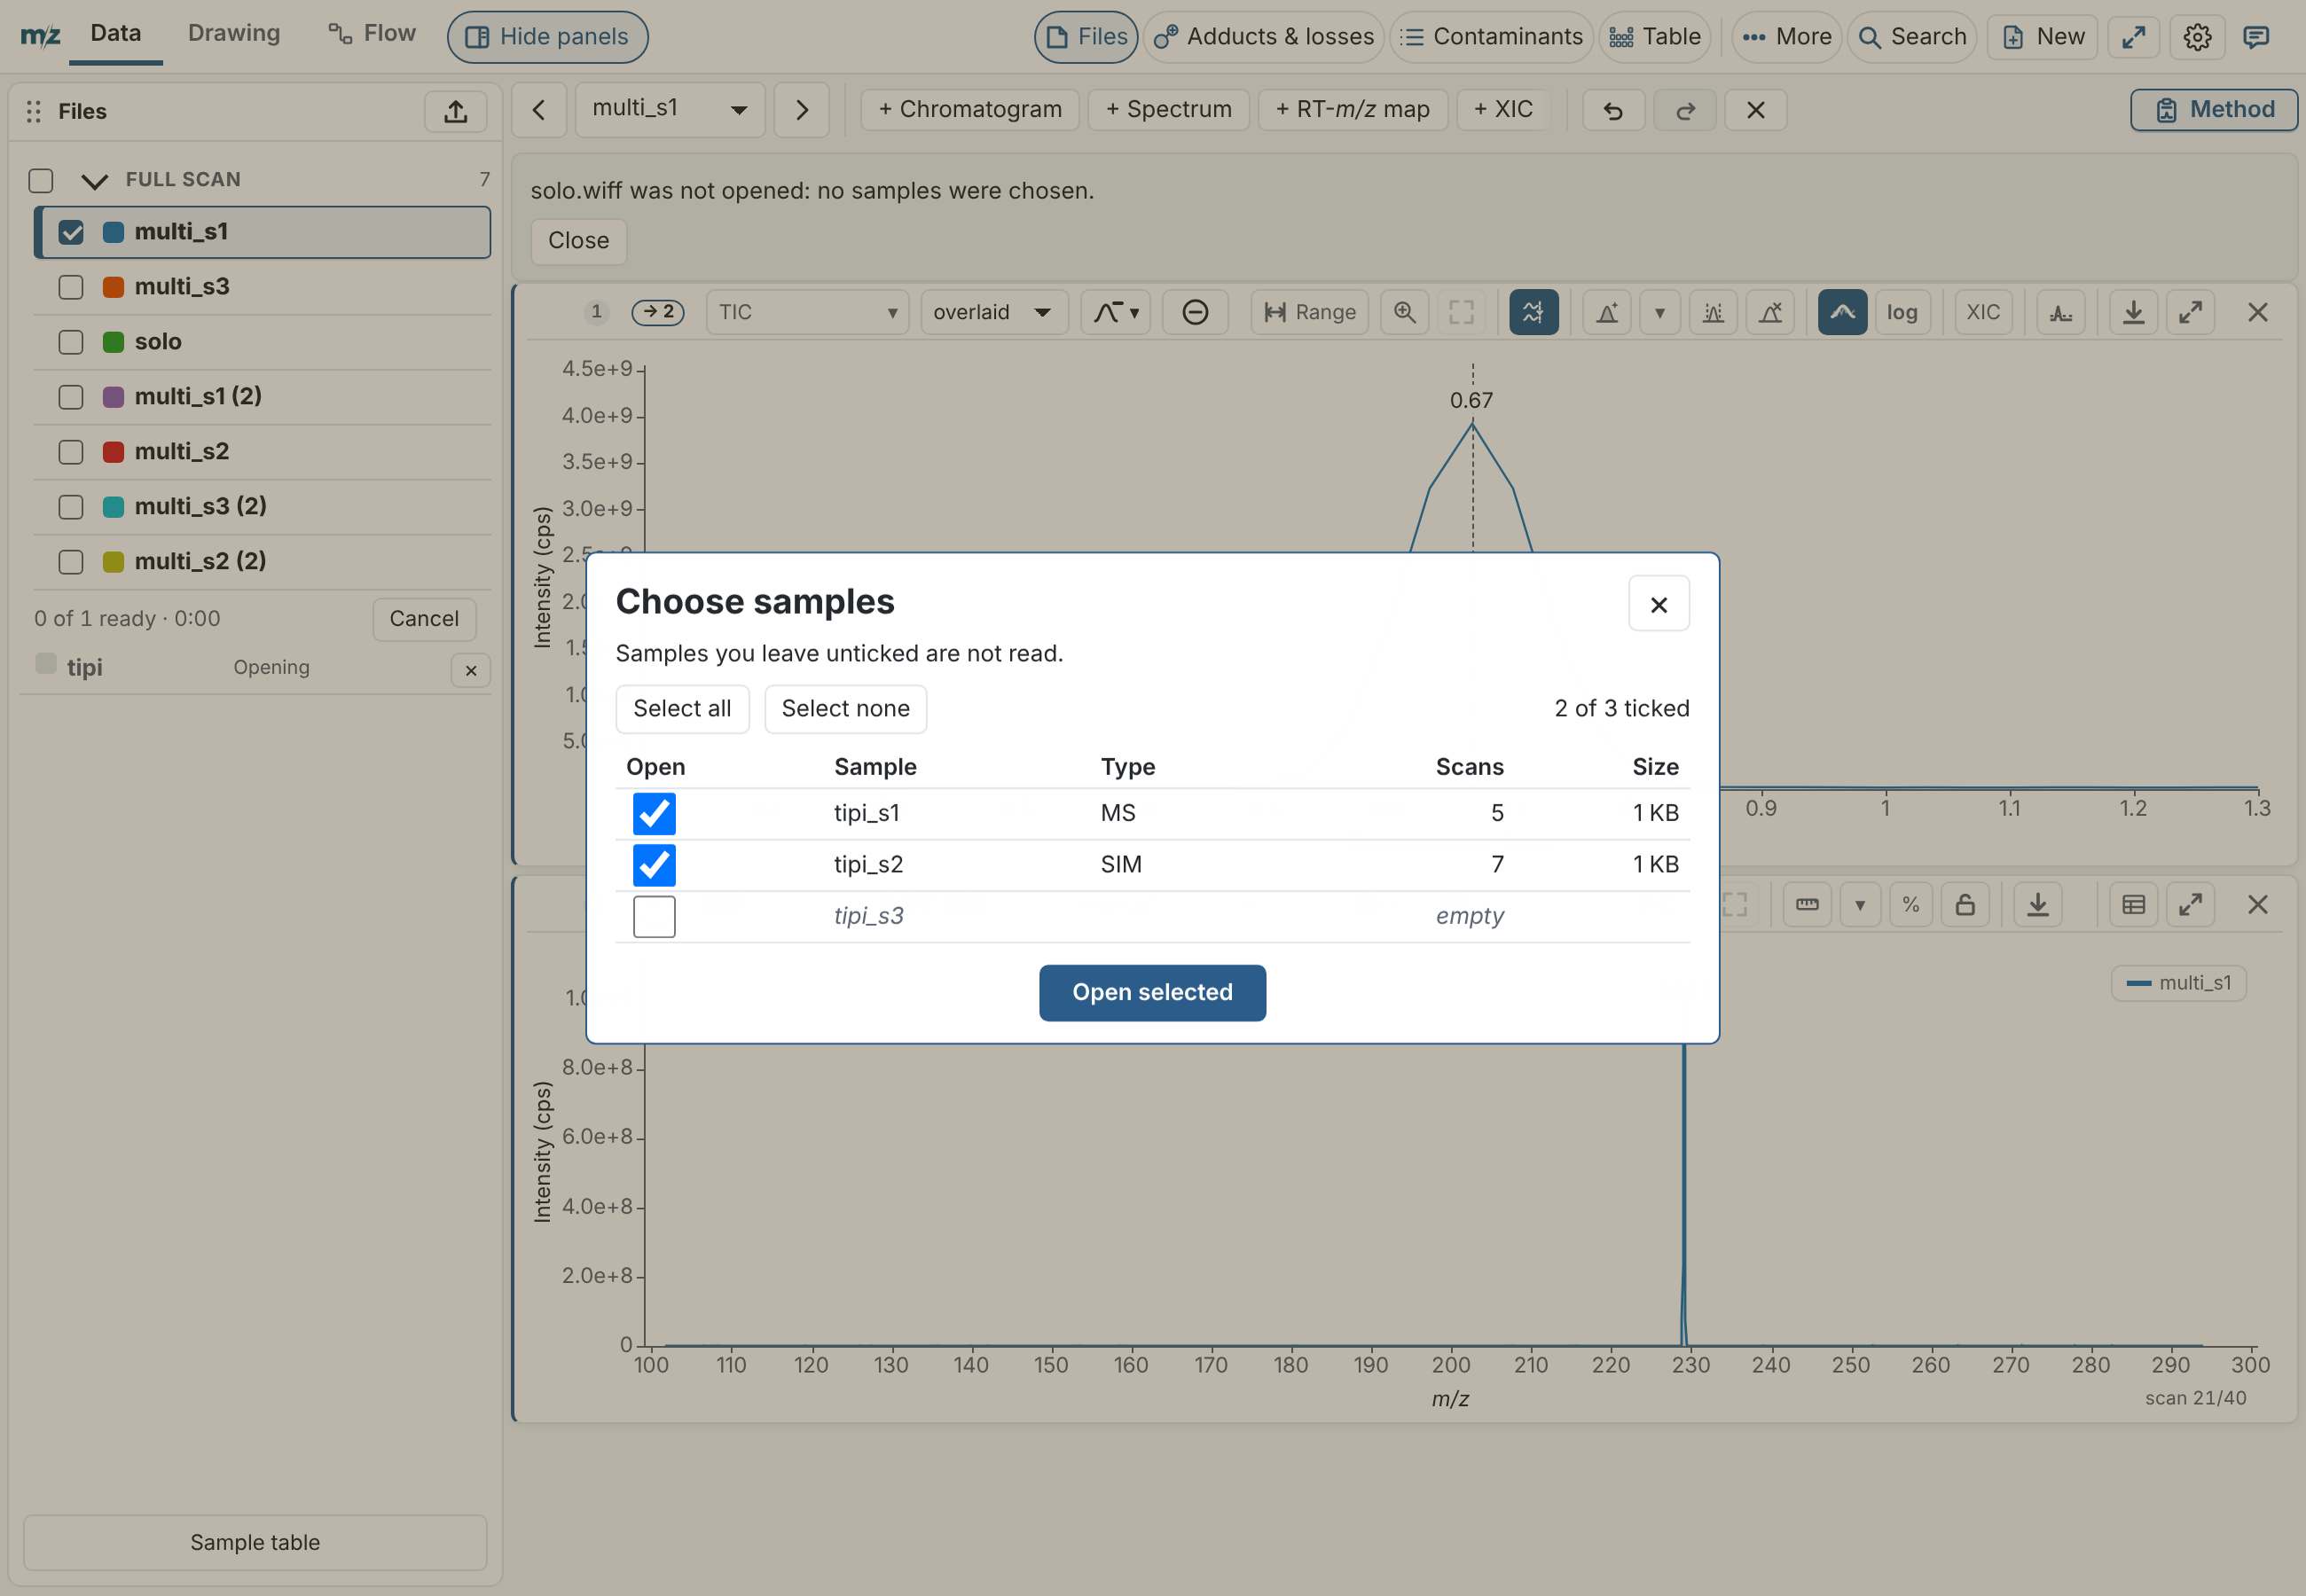 m/z Data Drawing Flow Hide panels Files Adducts & losses Contaminants Table More Search New
Files
multi_s1 + Chromatogram + Spectrum + RT-m/z map + XIC Method
FULL SCAN 7
multi_s1
multi_s3
solo
multi_s1 (2)
multi_s2
multi_s3 (2)
multi_s2 (2)
0 of 1 ready · 0:00 Cancel
tipi Opening
Sample table
solo.wiff was not opened: no samples were chosen.
Close
1 → 2 TIC overlaid Range log XIC
4.5e+9
4.0e+9
3.5e+9
3.0e+9
Intensity (cps)
0.67
0.9 1 1.1 1.2 1.3
Choose samples
Samples you leave unticked are not read.
Select all Select none 2 of 3 ticked
Open Sample Type Scans Size
tipi_s1 MS 5 1 KB
tipi_s2 SIM 7 1 KB
tipi_s3 empty
Open selected
%
multi_s1
8.0e+8
6.0e+8
4.0e+8
2.0e+8
0
Intensity (cps)
100 110 120 130 140 150 160 170 180 190 200 210 220 230 240 250 260 270 280 290 300
m/z
scan 21/40